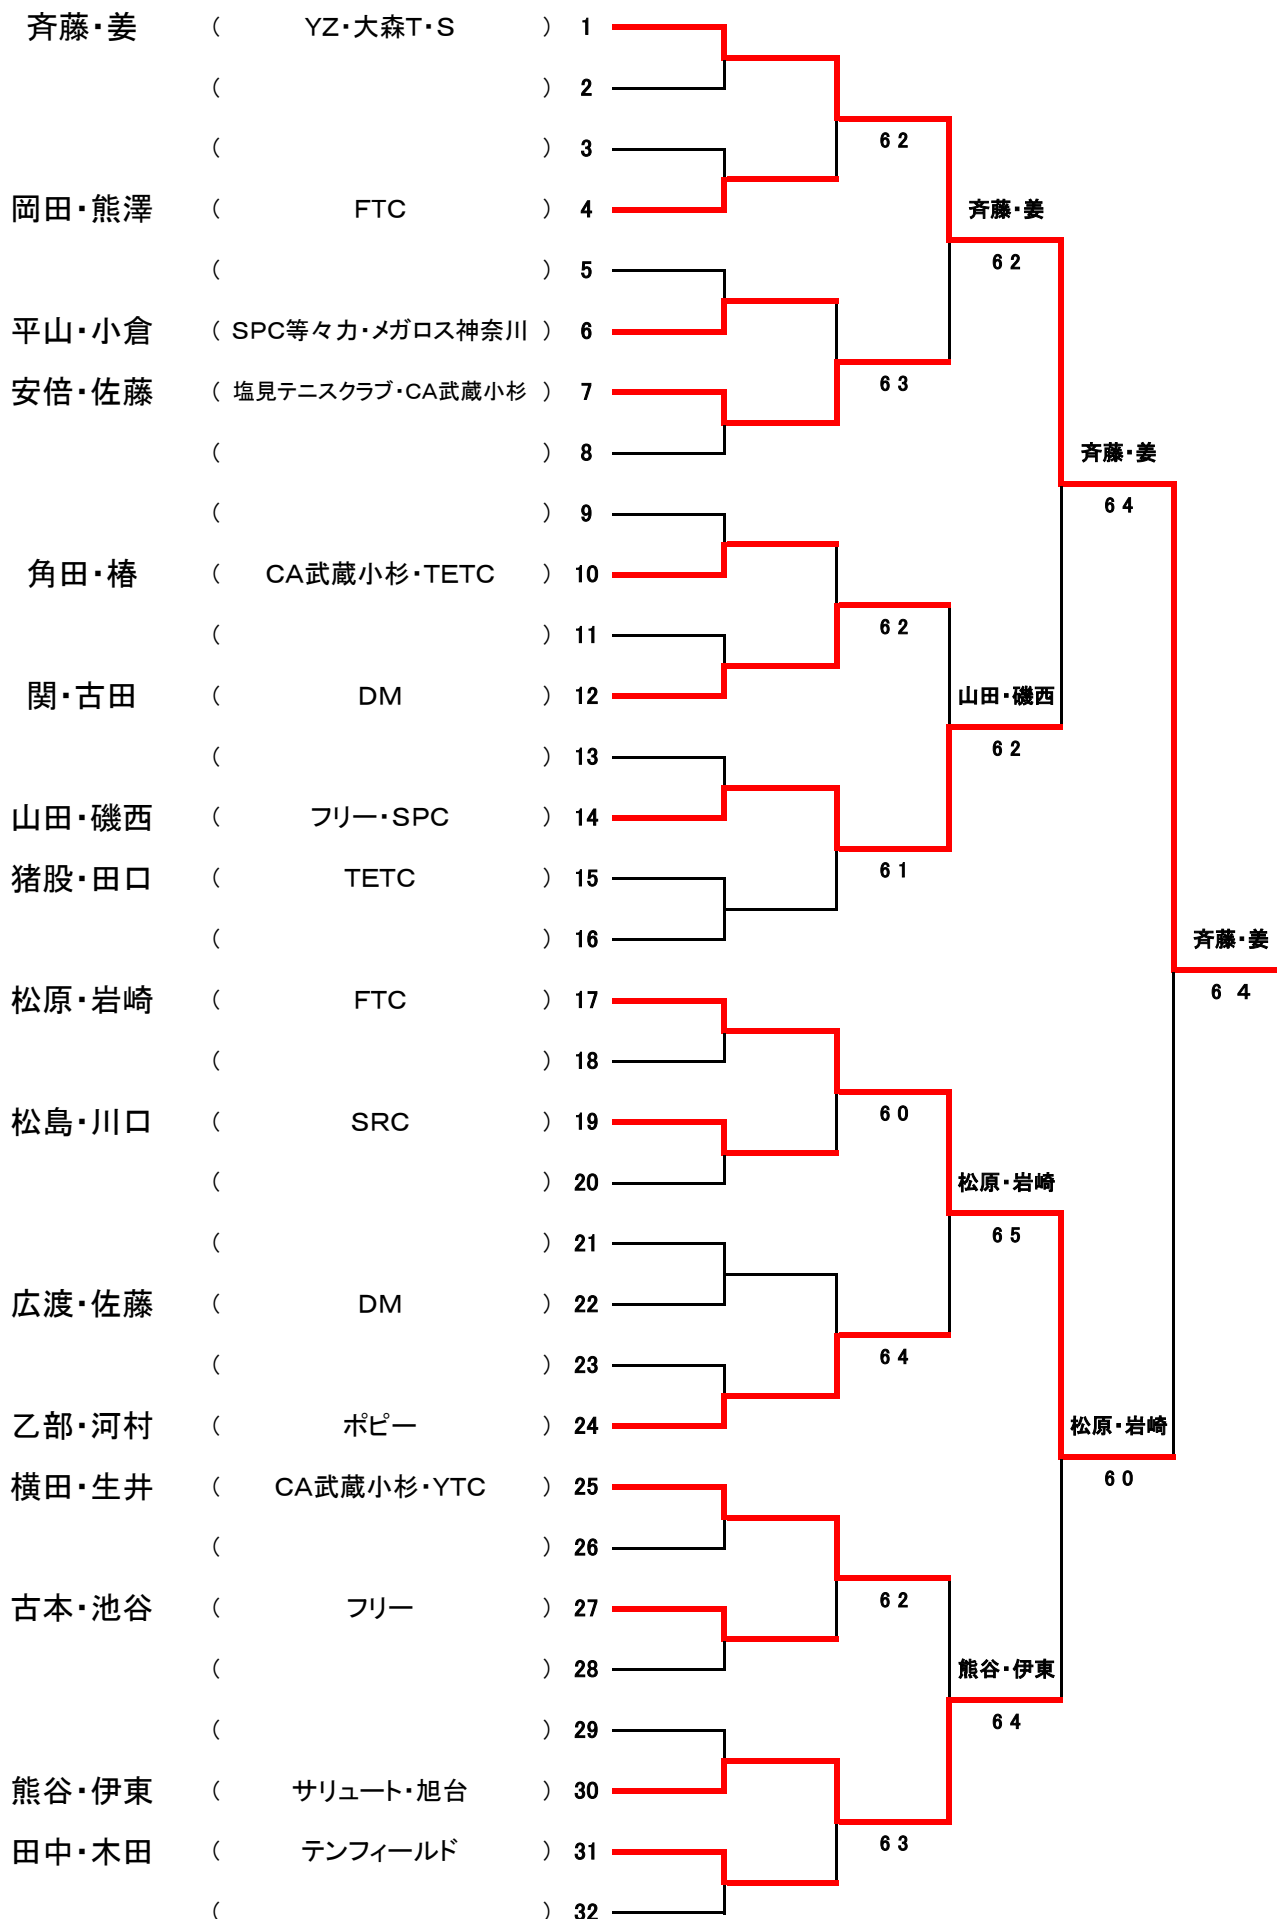 斉藤・姜 ( YZ・大森T・S ) 1
( ) 2
( ) 3
6 2
岡田・熊澤 ( FTC ) 4
斉藤・姜
( ) 5
6 2
平山・小倉 ( SPC等々力・メガロス神奈川 ) 6
安倍・佐藤 ( 塩見テニスクラブ・CA武蔵小杉 ) 7
6 3
( ) 8
斉藤・姜
( ) 9
6 4
角田・椿 ( CA武蔵小杉・TETC ) 10
( ) 11
6 2
関・古田 ( DM ) 12
山田・磯西
( ) 13
6 2
山田・磯西 ( フリー・SPC ) 14
猪股・田口 ( TETC ) 15
6 1
( ) 16
斉藤・姜
松原・岩崎 ( FTC ) 17
6 4
( ) 18
松島・川口 ( SRC ) 19
6 0
( ) 20
松原・岩崎
( ) 21
6 5
広渡・佐藤 ( DM ) 22
( ) 23
6 4
乙部・河村 ( ポピー ) 24
松原・岩崎
横田・生井 ( CA武蔵小杉・YTC ) 25
6 0
( ) 26
古本・池谷 ( フリー ) 27
6 2
( ) 28
熊谷・伊東
( ) 29
6 4
熊谷・伊東 ( サリュート・旭台 ) 30
田中・木田 ( テンフィールド ) 31
6 3
( ) 32